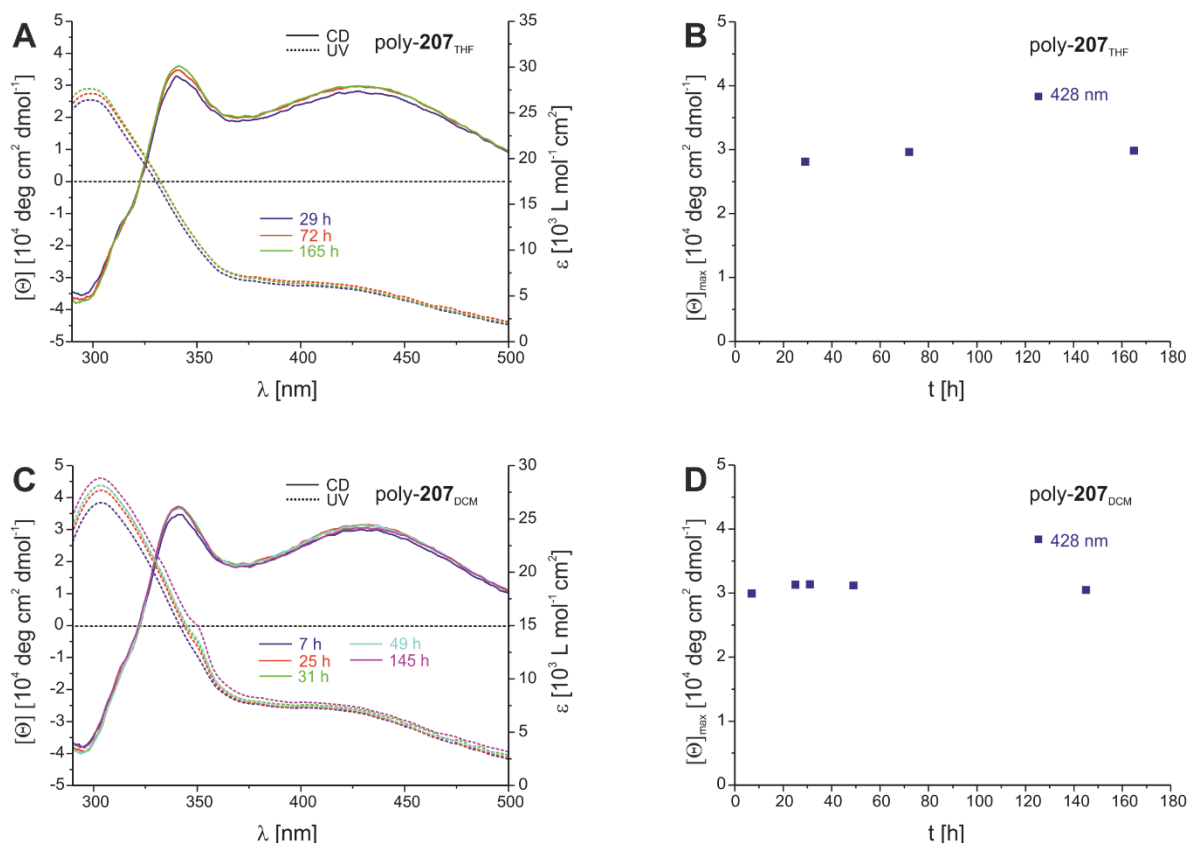 A
CD
UV
poly-207THF
[Θ] [10⁴ deg cm² dmol⁻¹]
5
4
3
2
1
0
-1
-2
-3
-4
-5
29 h
72 h
165 h
35
30
25
20
15
10
5
0
ε [10³ L mol⁻¹ cm²]
300 350 400 450 500
λ [nm]
B
poly-207THF
428 nm
[Θ]max [10⁴ deg cm² dmol⁻¹]
5
4
3
2
1
0
0 20 40 60 80 100 120 140 160 180
t [h]
C
CD
UV
poly-207DCM
[Θ] [10⁴ deg cm² dmol⁻¹]
5
4
3
2
1
0
-1
-2
-3
-4
-5
7 h 49 h
25 h 145 h
31 h
30
25
20
15
10
5
0
ε [10³ L mol⁻¹ cm²]
300 350 400 450 500
λ [nm]
D
poly-207DCM
428 nm
[Θ]max [10⁴ deg cm² dmol⁻¹]
5
4
3
2
1
0
0 20 40 60 80 100 120 140 160 180
t [h]